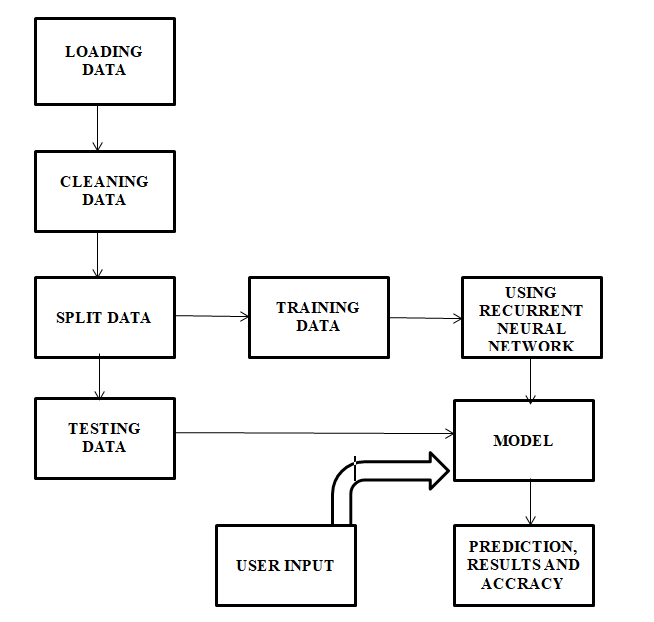 LOADING
DATA
CLEANING
DATA
SPLIT DATA
TRAINING
DATA
USING
RECURRENT
NEURAL
NETWORK
TESTING
DATA
MODEL
USER INPUT
PREDICTION,
RESULTS AND
ACCRACY